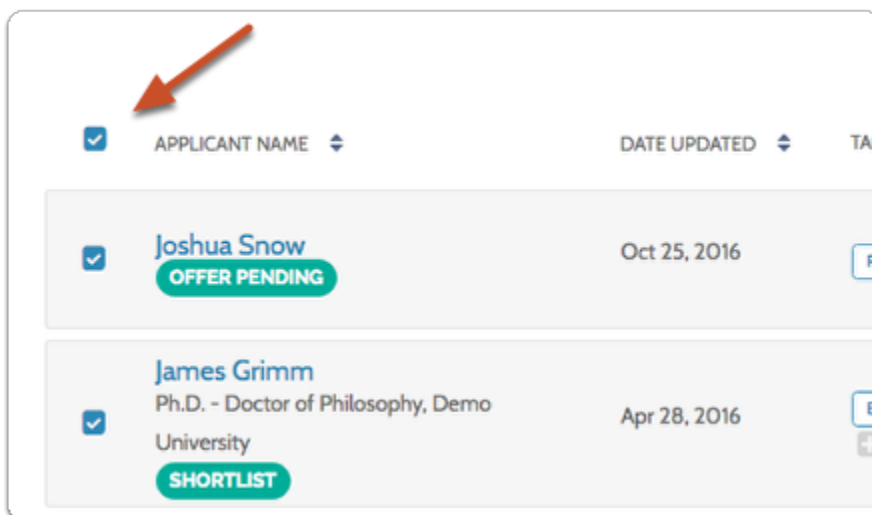 APPLICANT NAME DATE UPDATED
Joshua Snow Oct 25, 2016
OFFER PENDING
James Grimm
Ph.D. - Doctor of Philosophy, Demo
University Apr 28, 2016
SHORTLIST